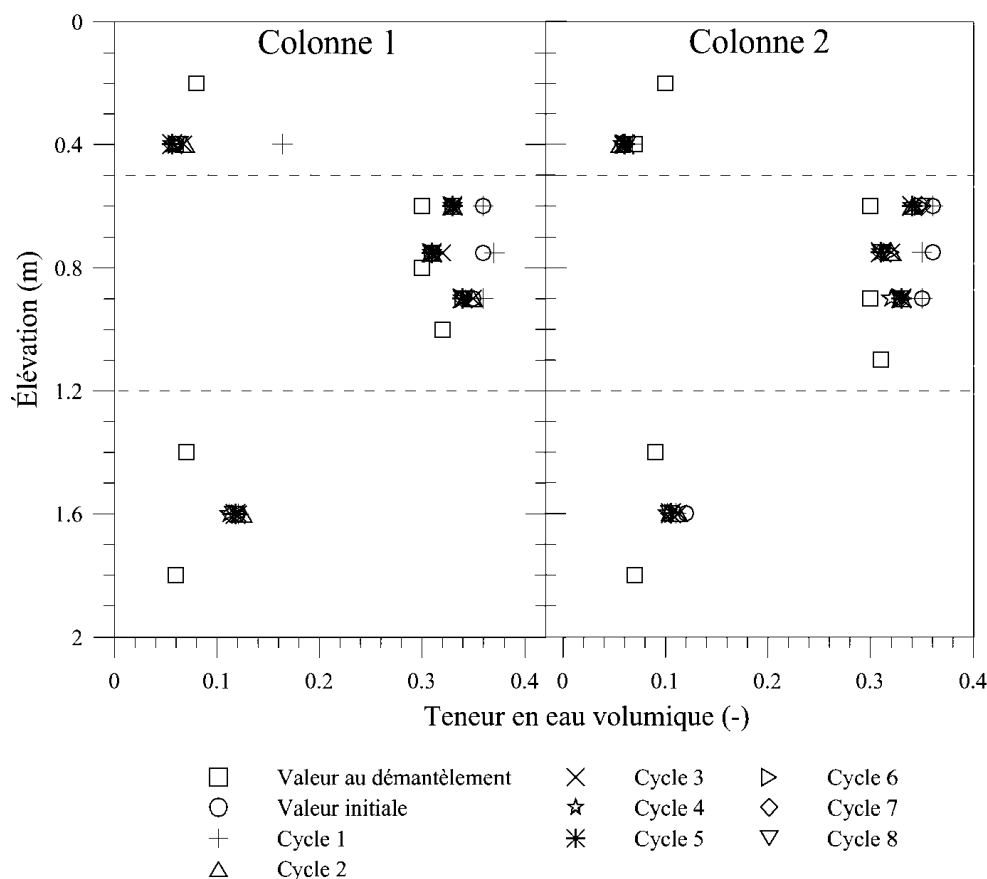 Colonne 1
Colonne 2
0
0.4
0.8
1.2
1.6
2
Élévation (m)
0 0.1 0.2 0.3 0.4
0 0.1 0.2 0.3 0.4
Teneur en eau volumique (-)
Valeur au démantèlement
Valeur initiale
Cycle 1
Cycle 2
Cycle 3
Cycle 4
Cycle 5
Cycle 6
Cycle 7
Cycle 8